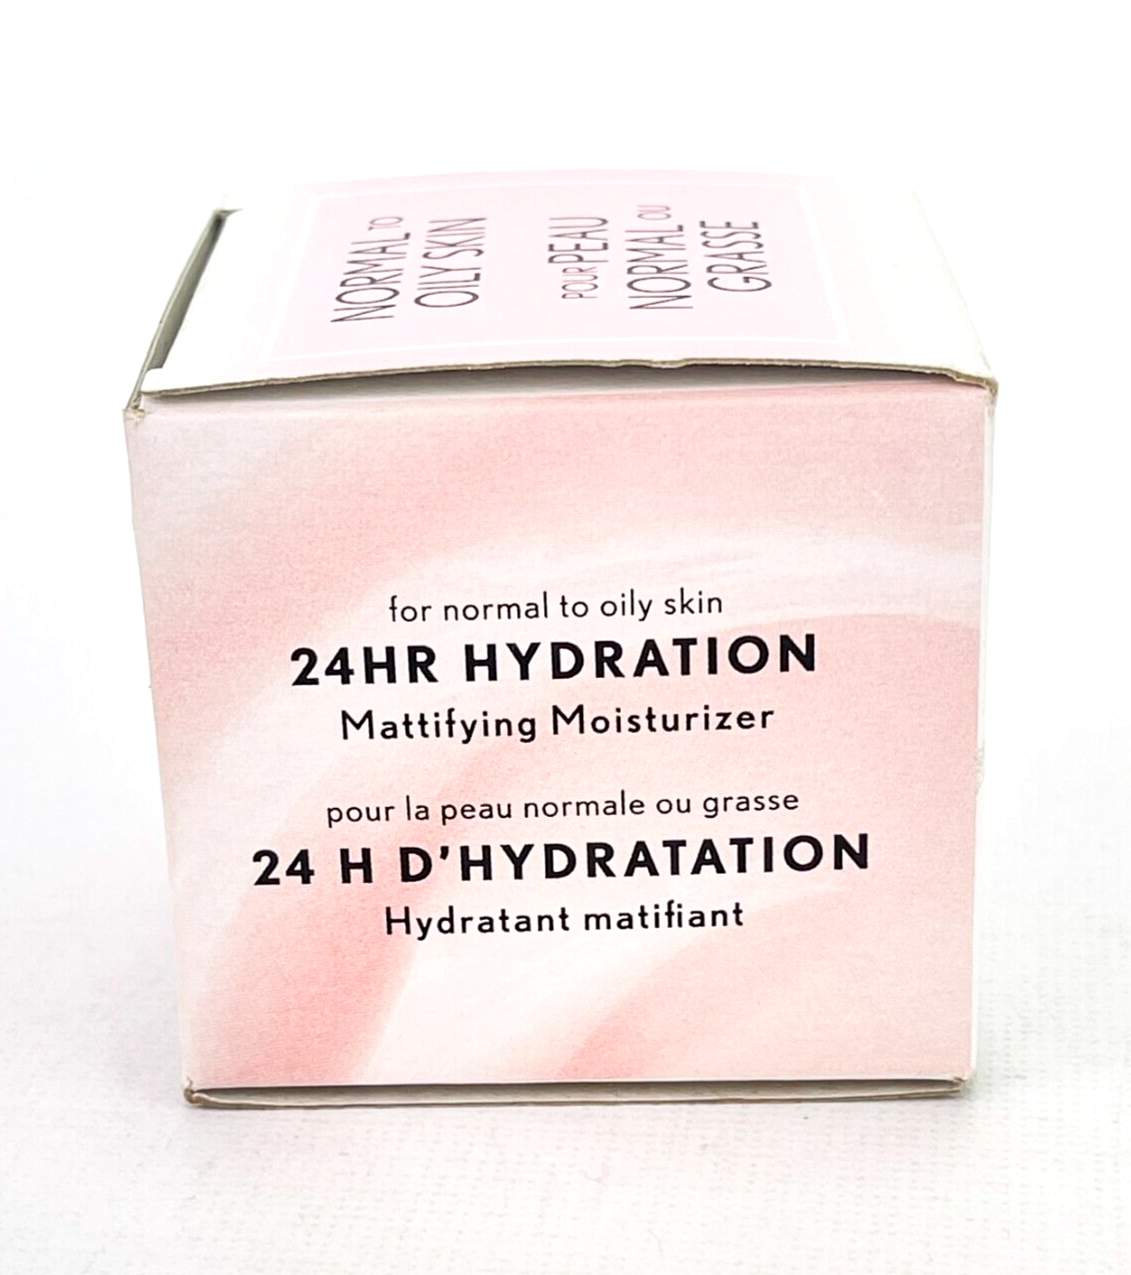 NORMAL TO
OILY SKIN
POUR PEAU
NORMAL OU
GRASSE
for normal to oily skin
24HR HYDRATION
Mattifying Moisturizer
pour la peau normale ou grasse
24 H D'HYDRATATION
Hydratant matifiant